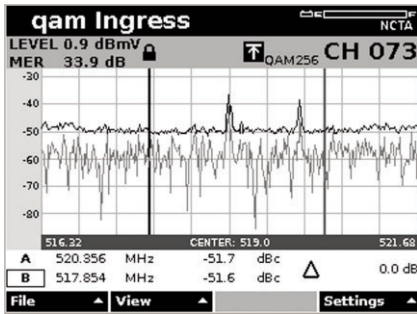 qam Ingress
NCTA
LEVEL 0.9 dBmV
MER 33.9 dB
QAM256
CH 073
-30
-40
-50
-60
-70
-80
516.32 CENTER: 519.0 521.68
A 520.356 MHz -51.7 dBc
B 517.854 MHz -51.6 dBc
Δ 0.0 dB
File View Settings